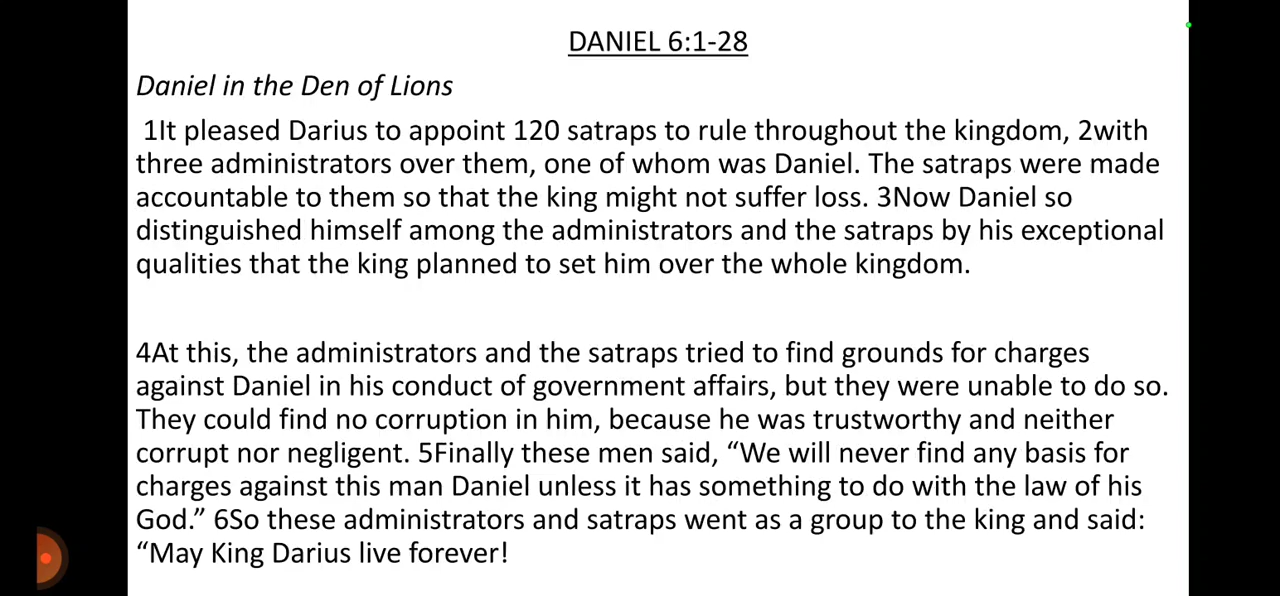 DANIEL 6:1-28
Daniel in the Den of Lions
1It pleased Darius to appoint 120 satraps to rule throughout the kingdom, 2with
three administrators over them, one of whom was Daniel. The satraps were made
accountable to them so that the king might not suffer loss. 3Now Daniel so
distinguished himself among the administrators and the satraps by his exceptional
qualities that the king planned to set him over the whole kingdom.
4At this, the administrators and the satraps tried to find grounds for charges
against Daniel in his conduct of government affairs, but they were unable to do so.
They could find no corruption in him, because he was trustworthy and neither
corrupt nor negligent. 5Finally these men said, “We will never find any basis for
charges against this man Daniel unless it has something to do with the law of his
God.” 6So these administrators and satraps went as a group to the king and said:
“May King Darius live forever!